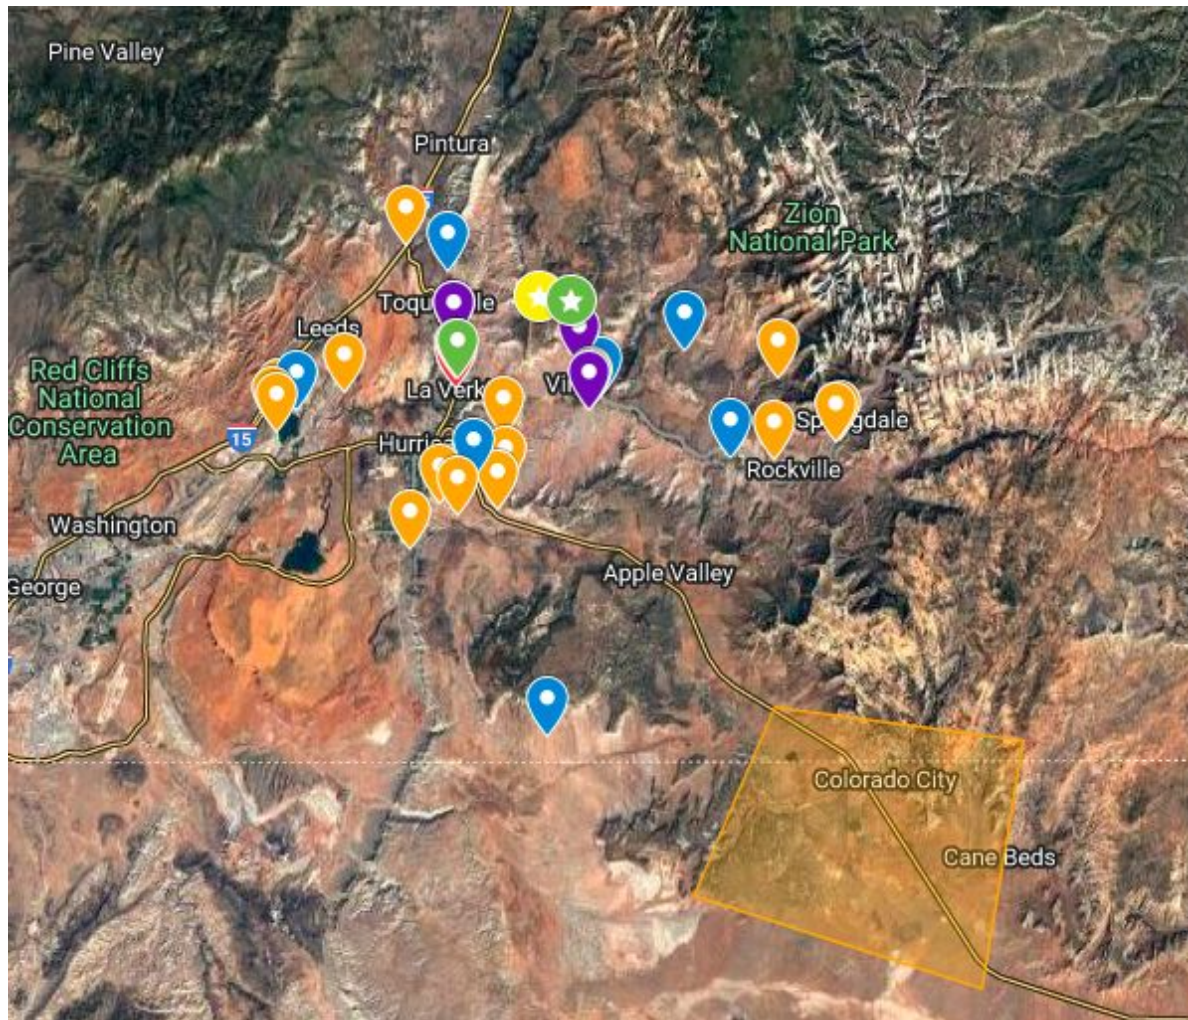 Pine Valley
Pintura
Zion
National Park
Leeds
Red Cliffs
National
Conservation
Area
15
Rockville
Washington
Apple Valley
George
Colorado City
Cane Beds